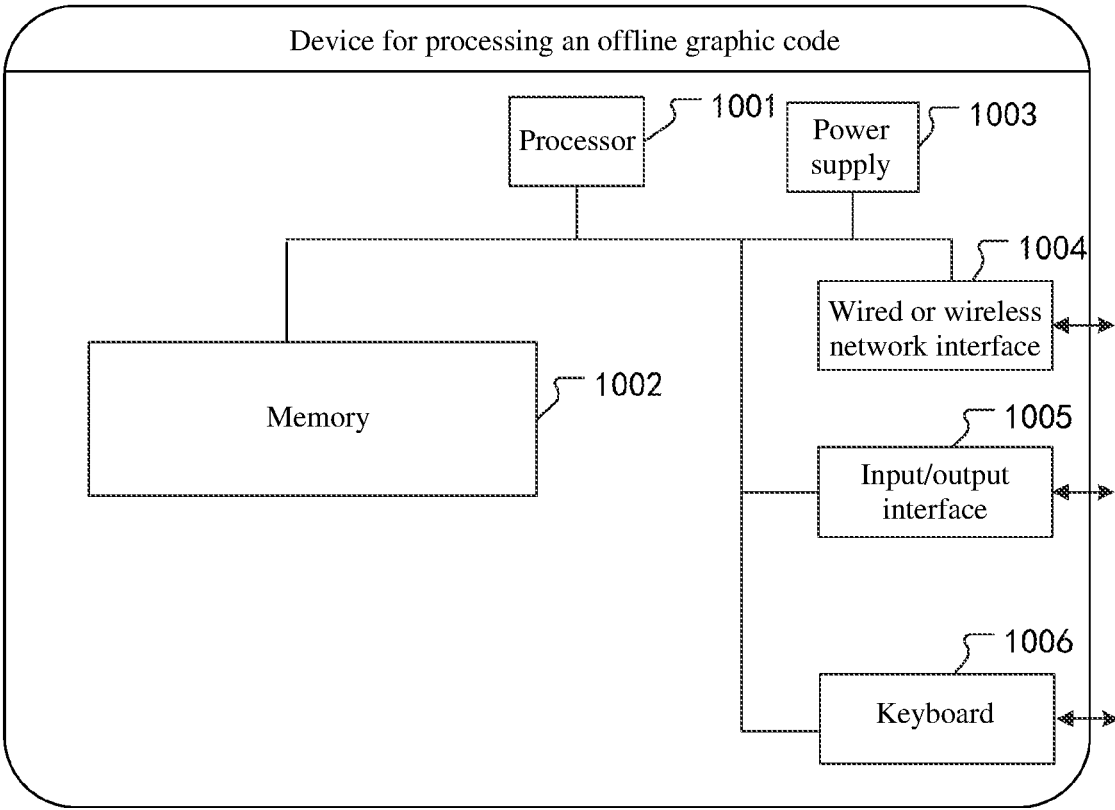 Device for processing an offline graphic code
1001
Processor
1003
Power
supply
1004
Wired or wireless
network interface
1002
Memory
1005
Input/output
interface
1006
Keyboard